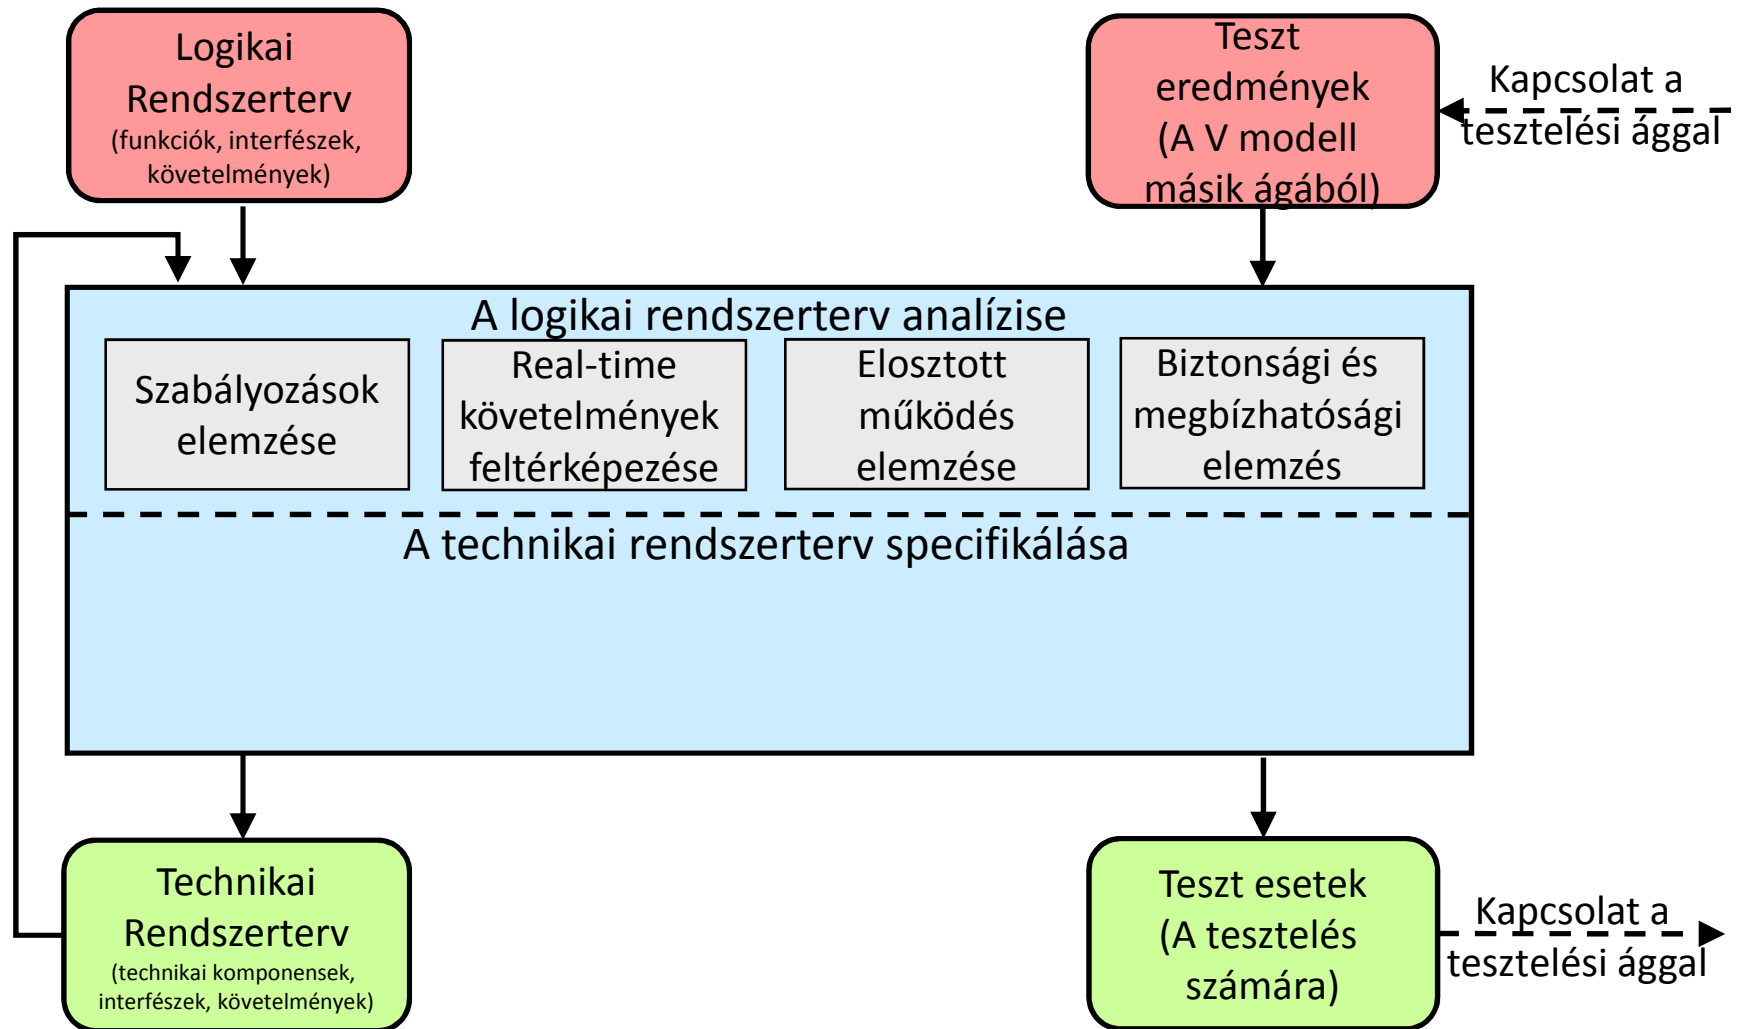 Logikai
Rendszerterv
(funkciók, interfészek,
követelmények)
Teszt
eredmények
(A V modell
másik ágából)
Kapcsolat a
tesztelési ággal
A logikai rendszerterv analízise
Szabályozások
elemzése
Real-time
követelmények
feltérképezése
Elosztott
működés
elemzése
Biztonsági és
megbízhatósági
elemzés
A technikai rendszerterv specifikálása
Technikai
Rendszerterv
(technikai komponensek,
interfészek, követelmények)
Teszt esetek
(A tesztelés
számára)
Kapcsolat a
tesztelési ággal